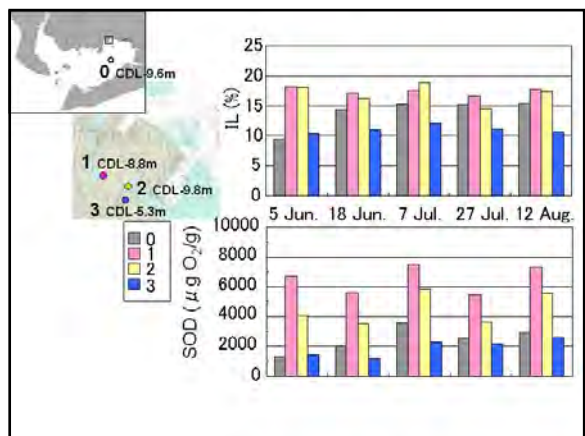 0
CDL-9.6m
1 CDL-8.8m
2 CDL-9.8m
3 CDL-5.3m
0
1
2
3
IL (%)
25
20
15
10
5
0
5 Jun. 18 Jun. 7 Jul. 27 Jul. 12 Aug.
SOD (μg O2/g)
10000
8000
6000
4000
2000
0